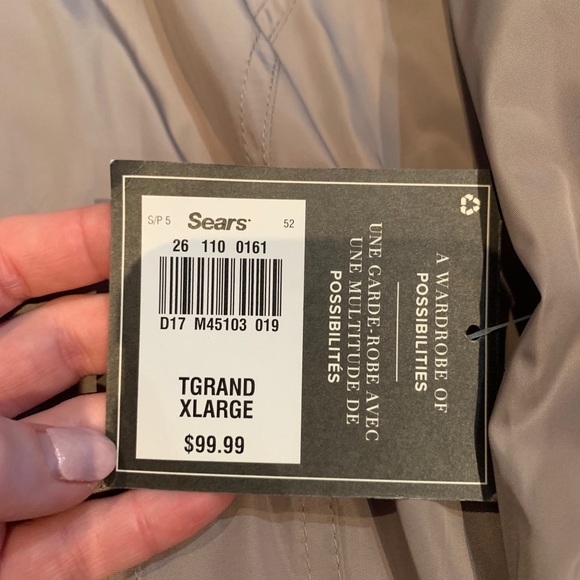 S/P 5 Sears 52
26 110 0161
D17 M45103 019
TGRAND
XLARGE
$99.99
A WARDROBE OF
POSSIBILITIES
UNE GARDE-ROBE AVEC
UNE MULTITUDE DE
POSSIBILITÉS